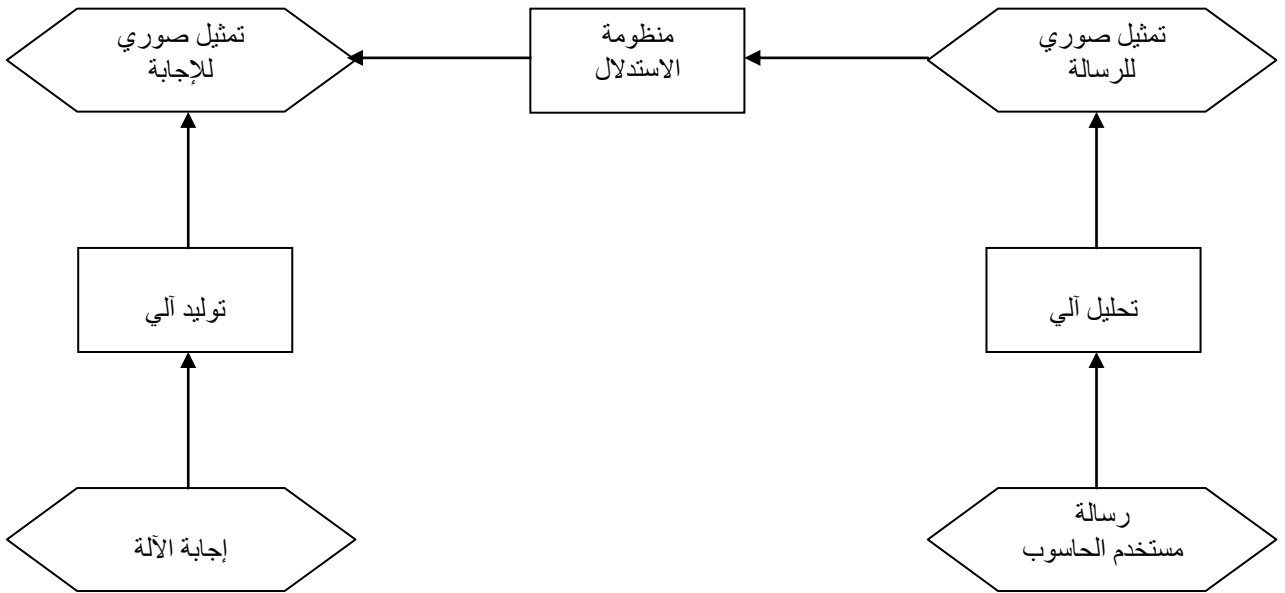 تمثيل صوري
للرسالة
منظومة
الاستدلال
تمثيل صوري
للإجابة
تحليل آلي
توليد آلي
رسالة
مستخدم الحاسوب
إجابة الآلة